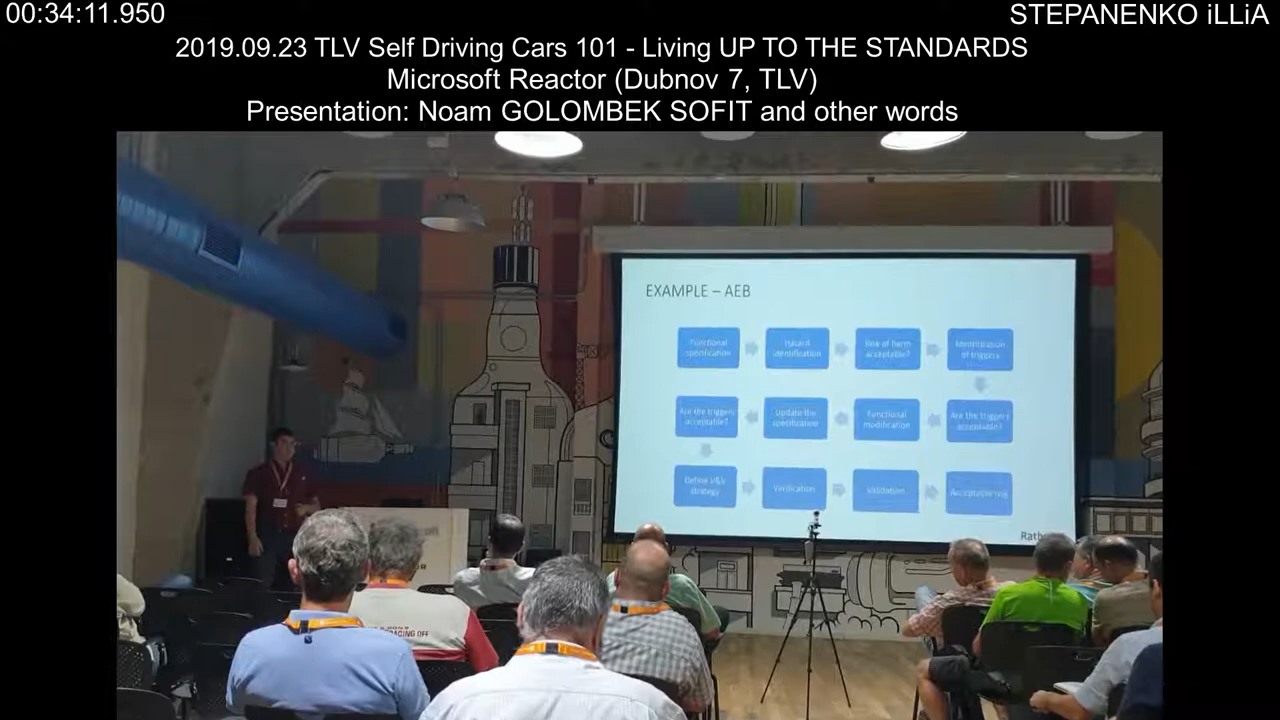 00:34:11.950
STEPANENKO iLLiA
2019.09.23 TLV Self Driving Cars 101 - Living UP TO THE STANDARDS
Microsoft Reactor (Dubnov 7, TLV)
Presentation: Noam GOLOMBEK SOFIT and other words
EXAMPLE – AEB
Functional
specification
Hazard
identification
Risk of harm
acceptable?
Identification
of triggers
Are the triggers
acceptable?
Update the
specification
Functional
modification
Are the triggers
acceptable?
Define V&V
strategy
Verification
Validation
RACING OFF